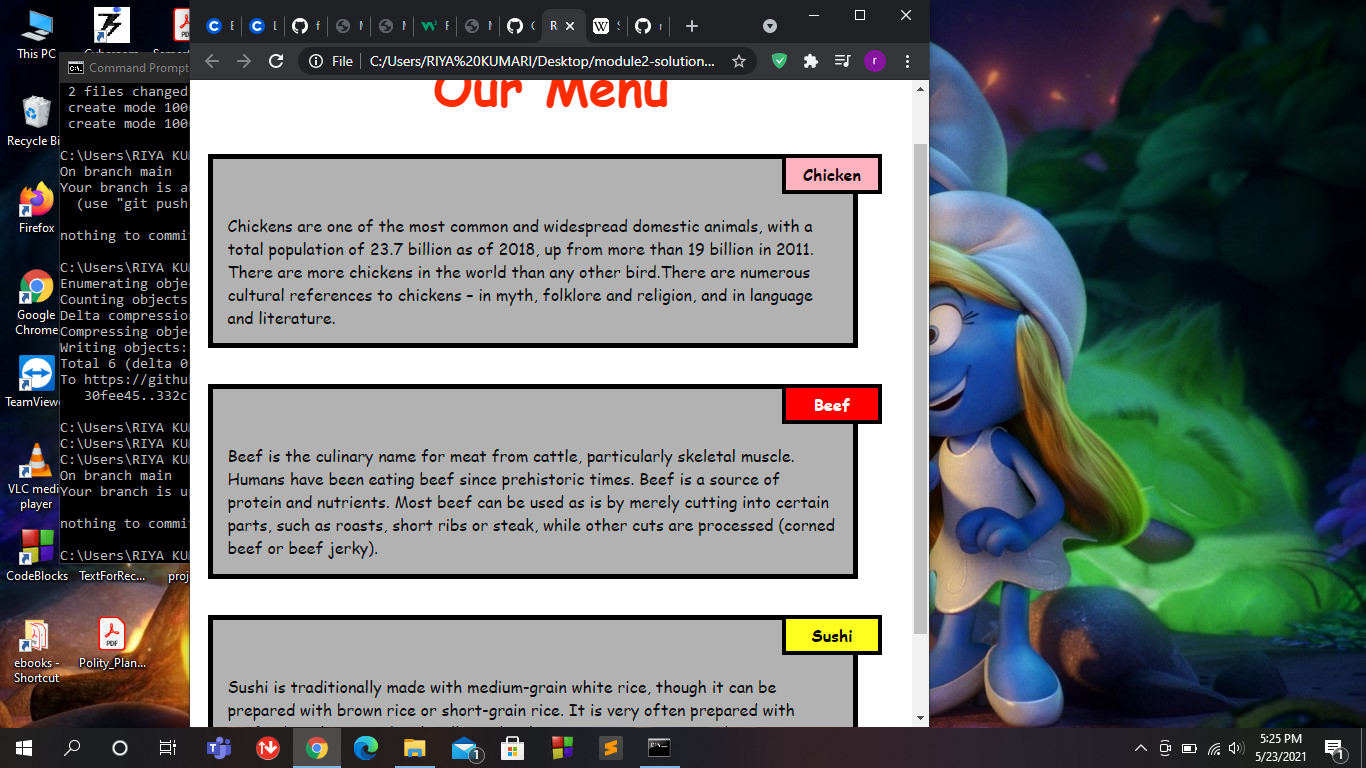 This PC
Recycle Bi
Firefox
Google
Chrome
TeamViewe
VLC medi
player
CodeBlocks
TextForRec...
proj
ebooks -
Shortcut
Polity_Plan...
Command Prompt
2 files changed
create mode 100
create mode 100
C:\Users\RIYA KU
On branch main
Your branch is a
(use "git push
nothing to commi
C:\Users\RIYA KU
Enumerating obje
Counting objects
Delta compression
Compressing obje
Writing objects:
Total 6 (delta 0
To https://githu
30fee45..332c
C:\Users\RIYA KU
C:\Users\RIYA KU
C:\Users\RIYA KU
On branch main
Your branch is u
nothing to commi
C:\Users\RIYA KU
File
C:/Users/RIYA%20KUMARI/Desktop/module2-solution...
r
Our Menu
Chicken
Chickens are one of the most common and widespread domestic animals, with a
total population of 23.7 billion as of 2018, up from more than 19 billion in 2011.
There are more chickens in the world than any other bird.There are numerous
cultural references to chickens – in myth, folklore and religion, and in language
and literature.
Beef
Beef is the culinary name for meat from cattle, particularly skeletal muscle.
Humans have been eating beef since prehistoric times. Beef is a source of
protein and nutrients. Most beef can be used as is by merely cutting into certain
parts, such as roasts, short ribs or steak, while other cuts are processed (corned
beef or beef jerky).
Sushi
Sushi is traditionally made with medium-grain white rice, though it can be
prepared with brown rice or short-grain rice. It is very often prepared with
5:25 PM
5/23/2021